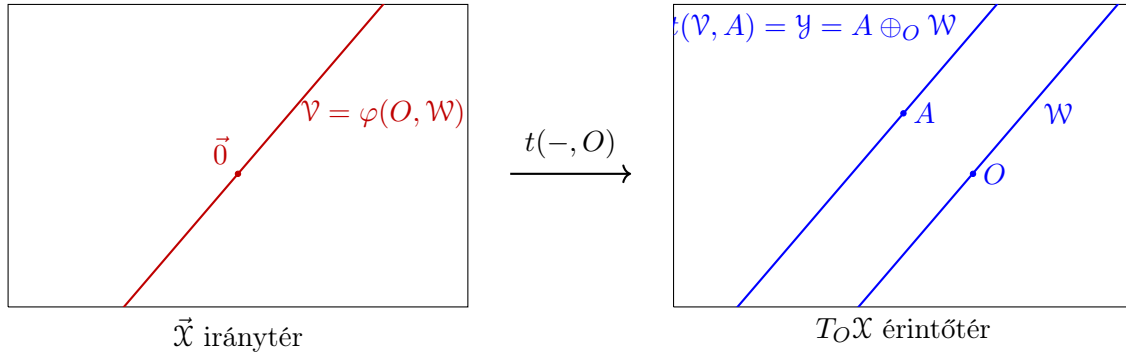 𝒱 = φ(O, 𝒲)
0⃗
𝒳⃗ iránytér
t(−, O)
t(𝒱, A) = 𝒴 = A ⊕_O 𝒲
A
𝒲
O
T_O𝒳 érintőtér